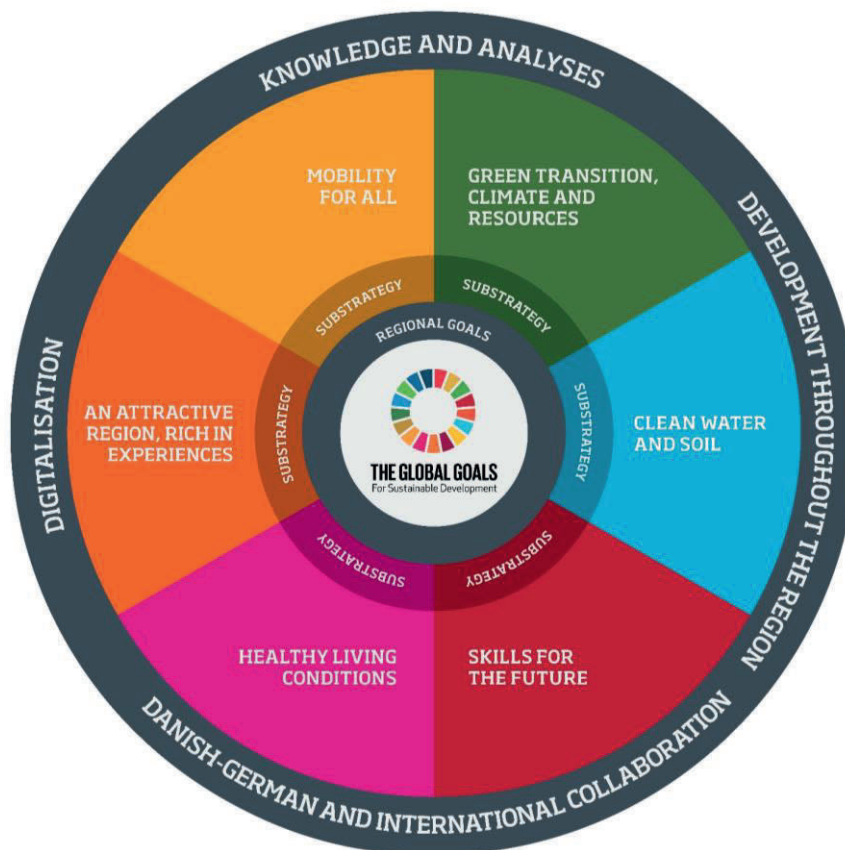 KNOWLEDGE AND ANALYSES
MOBILITY
FOR ALL
GREEN TRANSITION,
CLIMATE AND
RESOURCES
DEVELOPMENT THROUGHOUT THE REGION
SUBSTRATEGY
SUBSTRATEGY
REGIONAL GOALS
DIGITALISATION
AN ATTRACTIVE
REGION, RICH IN
EXPERIENCES
SUBSTRATEGY
THE GLOBAL GOALS
For Sustainable Development
SUBSTRATEGY
CLEAN WATER
AND SOIL
SUBSTRATEGY
SUBSTRATEGY
HEALTHY LIVING
CONDITIONS
SKILLS FOR
THE FUTURE
DANISH-GERMAN AND INTERNATIONAL COLLABORATION